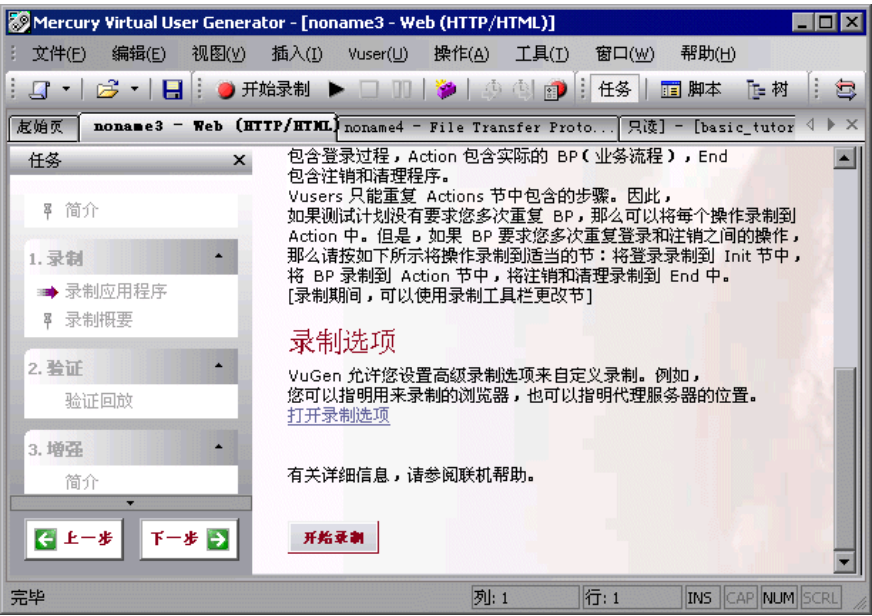 Mercury Virtual User Generator - [noname3 - Web (HTTP/HTML)]
文件(F) 编辑(E) 视图(V) 插入(I) Vuser(U) 操作(A) 工具(T) 窗口(W) 帮助(H)
开始录制 任务 脚本 树
起始页 noname3 - Web (HTTP/HTML) noname4 - File Transfer Proto... 只读] - [basic_tutor
任务
简介
1. 录制
录制应用程序
录制概要
2. 验证
验证回放
3. 增强
简介
上一步 下一步
包含登录过程，Action 包含实际的 BP（业务流程），End
包含注销和清理程序。
Vusers 只能重复 Actions 节中包含的步骤。因此，
如果测试计划没有要求您多次重复 BP，那么可以将每个操作录制到
Action 中。但是，如果 BP 要求您多次重复登录和注销之间的操作，
那么请按如下所示将操作录制到适当的节：将登录录制到 Init 节中，
将 BP 录制到 Action 节中，将注销和清理录制到 End 中。
[录制期间，可以使用录制工具栏更改节]
录制选项
VuGen 允许您设置高级录制选项来自定义录制。例如，
您可以指明用来录制的浏览器，也可以指明代理服务器的位置。
打开录制选项
有关详细信息，请参阅联机帮助。
开始录制
完毕 列: 1 行: 1 INS CAP NUM SCRL